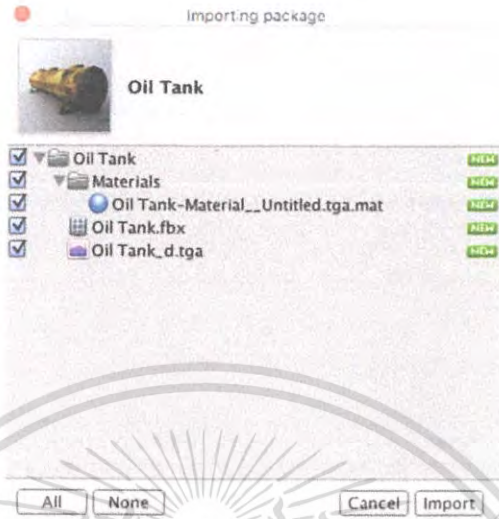 Importing package
Oil Tank
Oil Tank NEW
Materials NEW
Oil Tank-Material__Untitled.tga.mat NEW
Oil Tank.fbx NEW
Oil Tank_d.tga NEW
All None Cancel Import